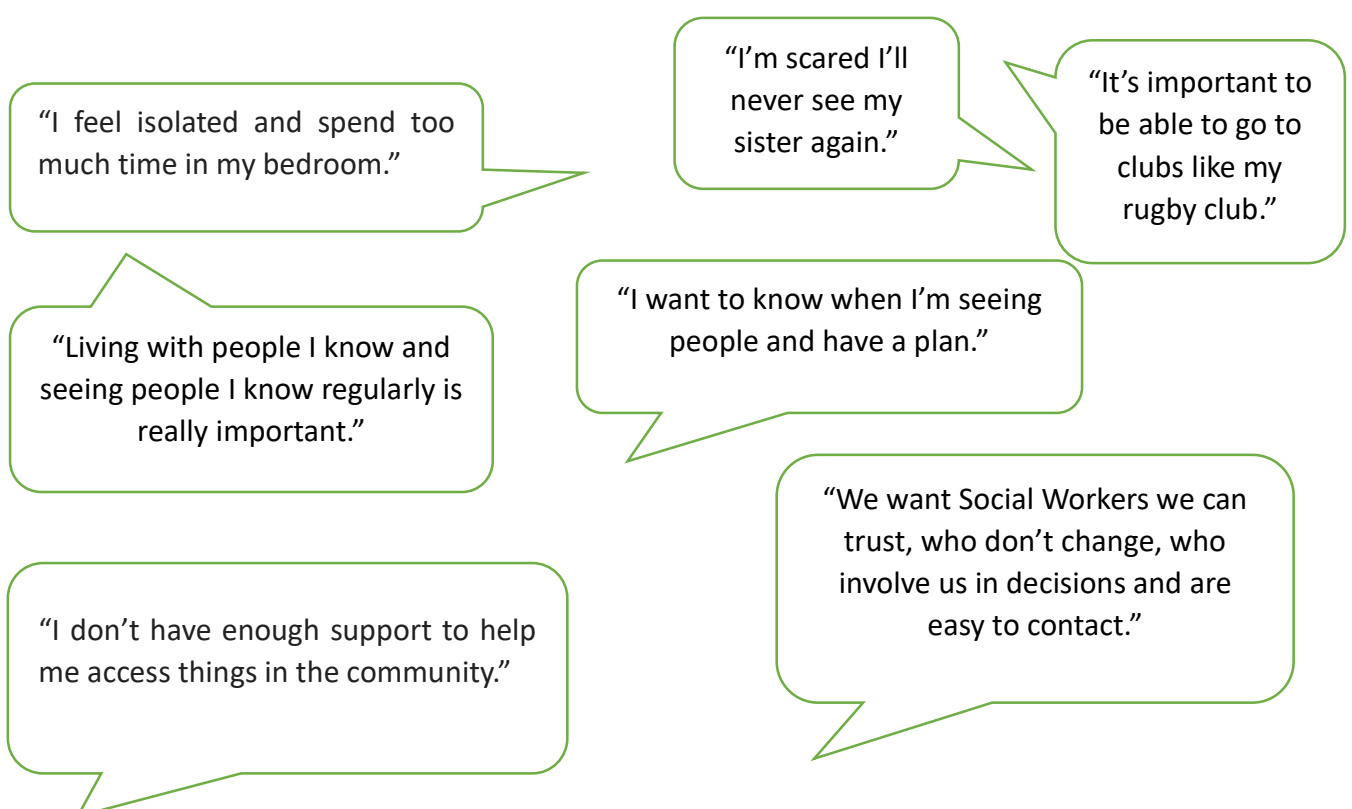 “I feel isolated and spend too
much time in my bedroom.”
“I’m scared I’ll
never see my
sister again.”
“It’s important to
be able to go to
clubs like my
rugby club.”
“Living with people I know and
seeing people I know regularly is
really important.”
“I want to know when I’m seeing
people and have a plan.”
“We want Social Workers we can
trust, who don’t change, who
involve us in decisions and are
easy to contact.”
“I don’t have enough support to help
me access things in the community.”